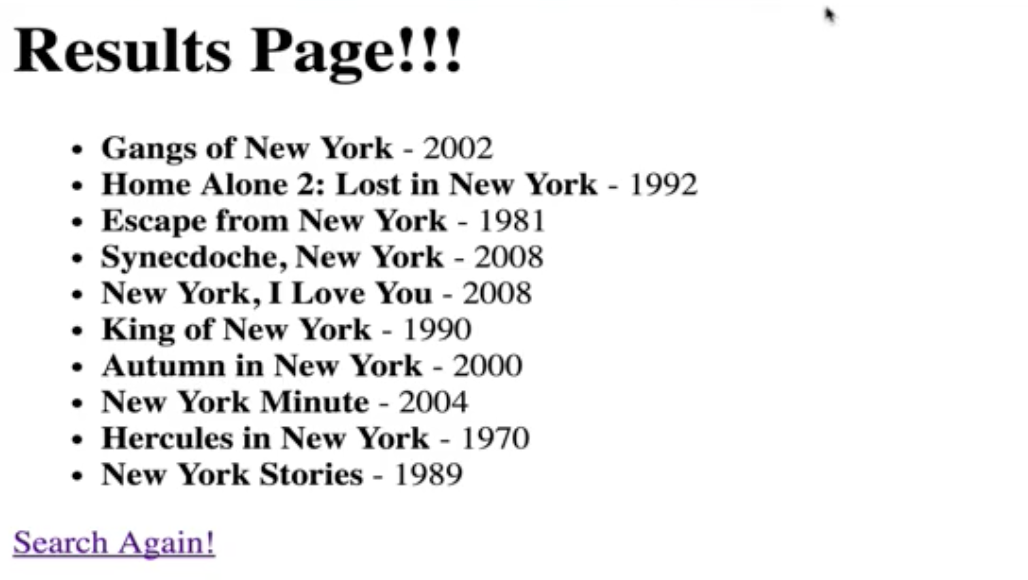 Results Page!!!
• Gangs of New York - 2002
• Home Alone 2: Lost in New York - 1992
• Escape from New York - 1981
• Synecdoche, New York - 2008
• New York, I Love You - 2008
• King of New York - 1990
• Autumn in New York - 2000
• New York Minute - 2004
• Hercules in New York - 1970
• New York Stories - 1989
Search Again!